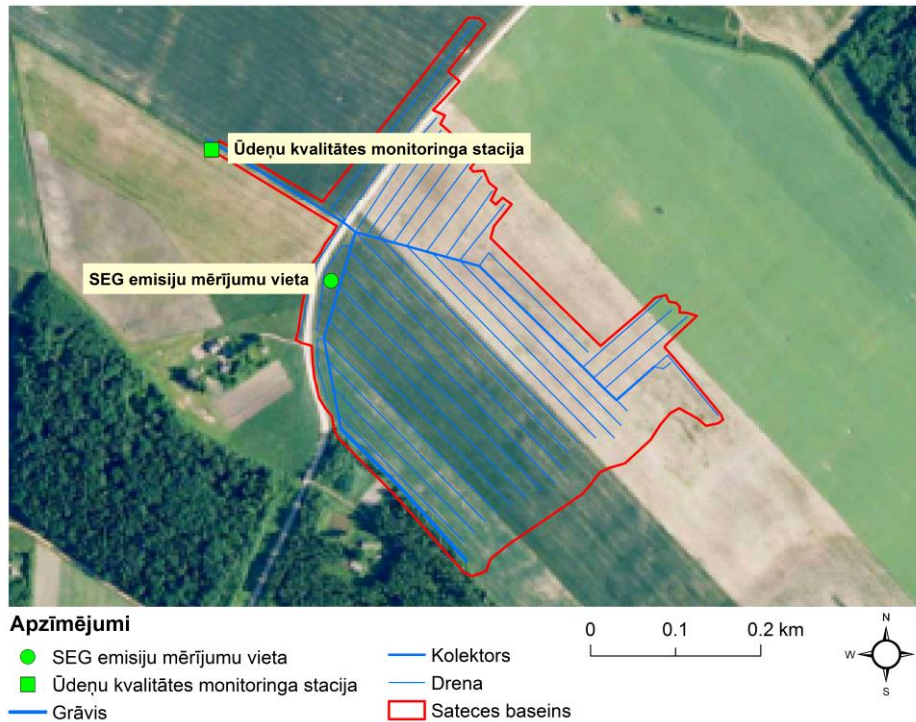 Ūdeņu kvalitātes monitoringa stacija
SEG emisiju mērījumu vieta
Apzīmējumi
SEG emisiju mērījumu vieta
Ūdeņu kvalitātes monitoringa stacija
Grāvis
Kolektors
Drena
Sateces baseins
0 0.1 0.2 km
N
W E
S